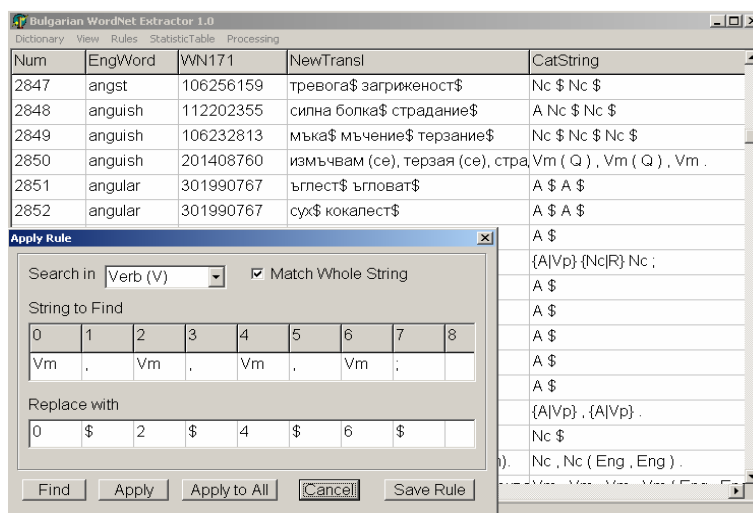 Bulgarian WordNet Extractor 1.0
Dictionary View Rules StatisticTable Processing
Num EngWord WN171 NewTransl CatString
2847 angst 106256159 тревога$ загриженост$ Nc $ Nc $
2848 anguish 112202355 силна болка$ страдание$ A Nc $ Nc $
2849 anguish 106232813 мъка$ мъчение$ терзание$ Nc $ Nc $ Nc $
2850 anguish 201408760 измъчвам (се), терзая (се), стра Vm ( Q ) , Vm ( Q ) , Vm .
2851 angular 301990767 ъглест$ ъгловат$ A $ A $
2852 angular 301990767 сух$ кокалест$ A $ A $
Apply Rule
A $
{A|Vp} {Nc|R} Nc ;
Search in Verb (V) Match Whole String
A $
String to Find
A $
0 1 2 3 4 5 6 7 8
A $
Vm , Vm , Vm , Vm ;
A $
A $
Replace with
{A|Vp} , {A|Vp} .
0 $ 2 $ 4 $ 6 $
Nc $
). Nc , Nc ( Eng , Eng ) .
Find Apply Apply to All Cancel Save Rule